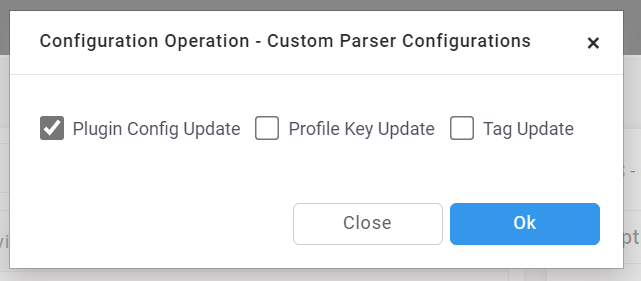 Configuration Operation - Custom Parser Configurations ×
Plugin Config Update Profile Key Update Tag Update
Close Ok